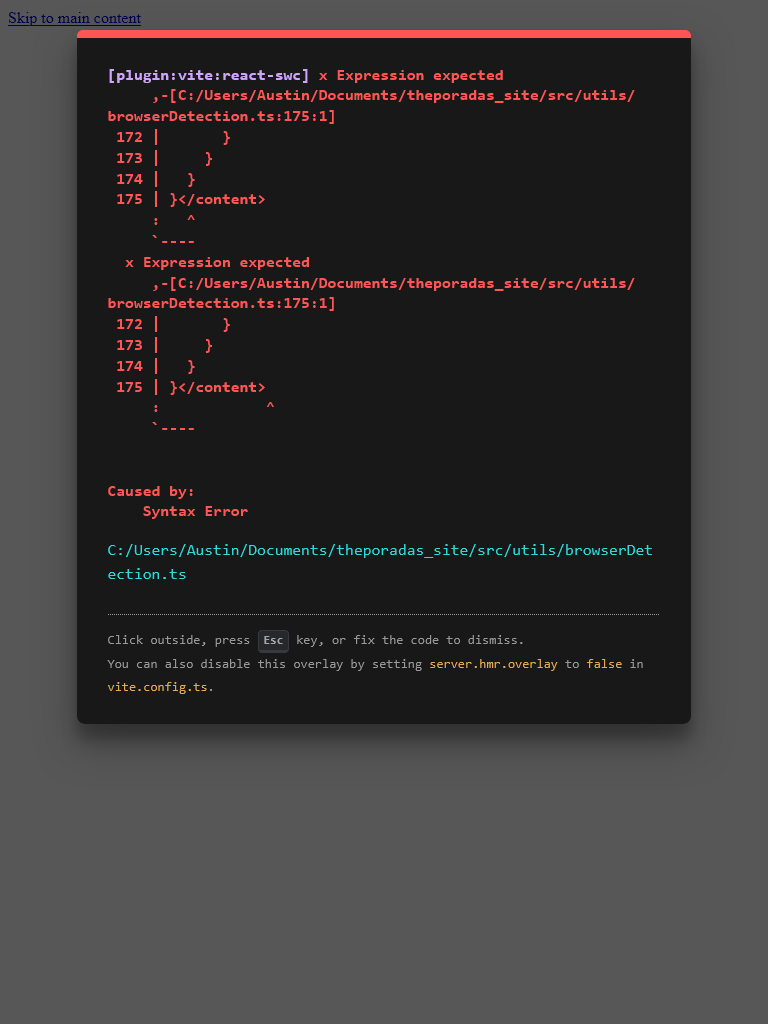 Skip to main content
[plugin:vite:react-swc] x Expression expected
     ,-[C:/Users/Austin/Documents/theporadas_site/src/utils/
browserDetection.ts:175:1]
 172 |       }
 173 |     }
 174 |   }
 175 | }</content>
     :   ^
     `----
  x Expression expected
     ,-[C:/Users/Austin/Documents/theporadas_site/src/utils/
browserDetection.ts:175:1]
 172 |       }
 173 |     }
 174 |   }
 175 | }</content>
     :            ^
     `----
Caused by:
    Syntax Error
C:/Users/Austin/Documents/theporadas_site/src/utils/browserDet
ection.ts
Click outside, press Esc key, or fix the code to dismiss.
You can also disable this overlay by setting server.hmr.overlay to false in
vite.config.ts.